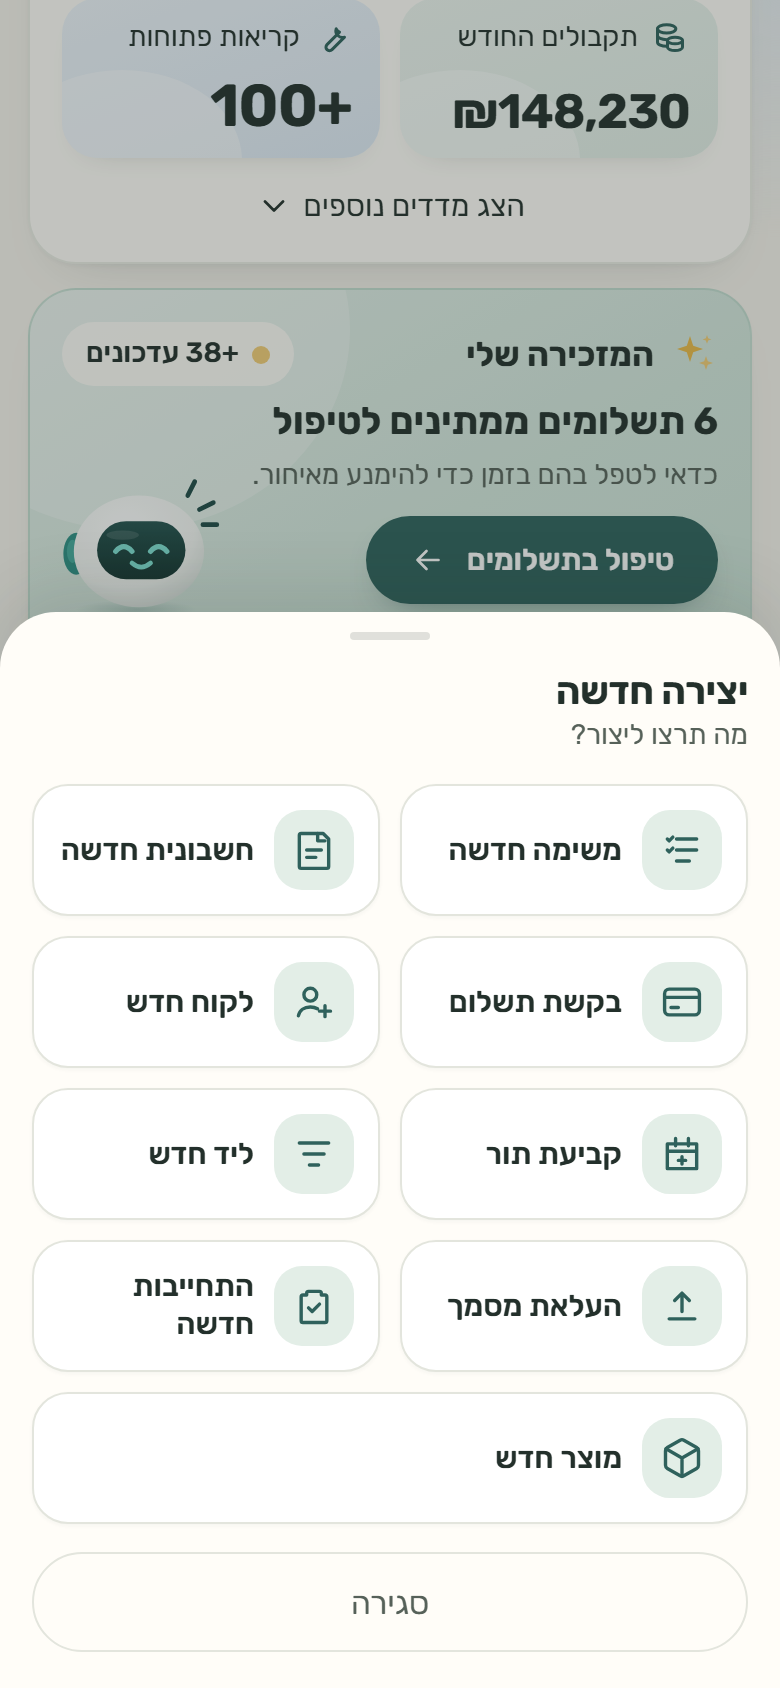 תקבולים החודש
קריאות פתוחות
₪148,230
100+
הצג מדדים נוספים
המזכירה שלי
38+ עדכונים
6 תשלומים ממתינים לטיפול
כדאי לטפל בהם בזמן כדי להימנע מאיחור.
טיפול בתשלומים
יצירה חדשה
מה תרצו ליצור?
משימה חדשה
חשבונית חדשה
בקשת תשלום
לקוח חדש
קביעת תור
ליד חדש
העלאת מסמך
התחייבות
חדשה
מוצר חדש
סגירה